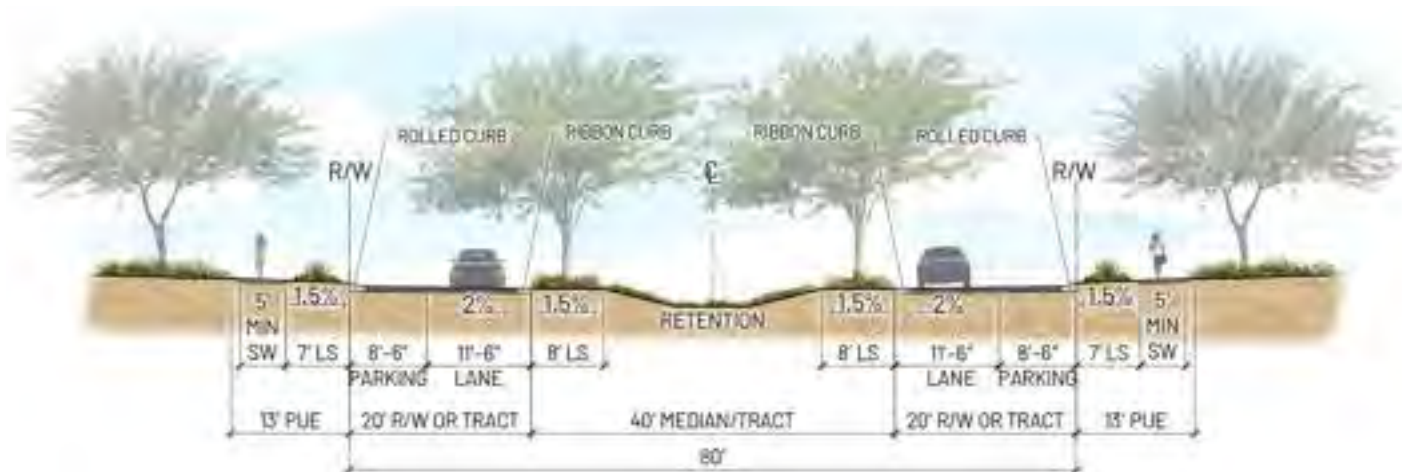 ROLLED CURB RIBBON CURB RIBBON CURB ROLLED CURB
R/W ℄ R/W
5' 1.5% 2% 1.5% RETENTION 1.5% 2% 1.5% 5'
MIN MIN
SW 7' LS 8'-6" 11'-6" 8' LS 8' LS 11'-6" 8'-6" 7' LS SW
PARKING LANE LANE PARKING
13' PUE 20' R/W OR TRACT 40' MEDIAN/TRACT 20' R/W OR TRACT 13' PUE
80'